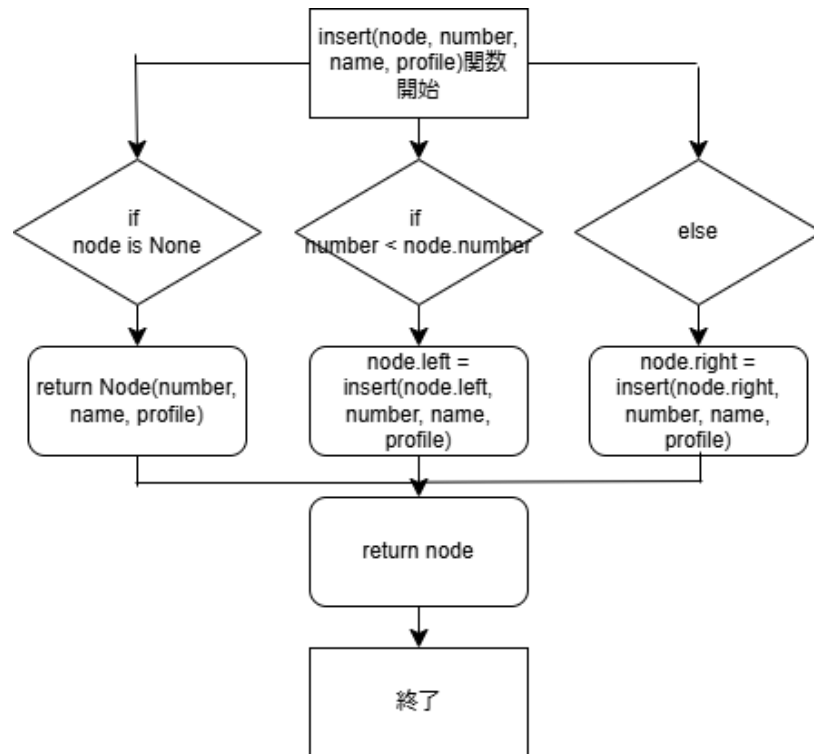 insert(node, number,
name, profile)関数
開始
if
node is None
if
number < node.number
else
return Node(number,
name, profile)
node.left =
insert(node.left,
number, name,
profile)
node.right =
insert(node.right,
number, name,
profile)
return node
終了